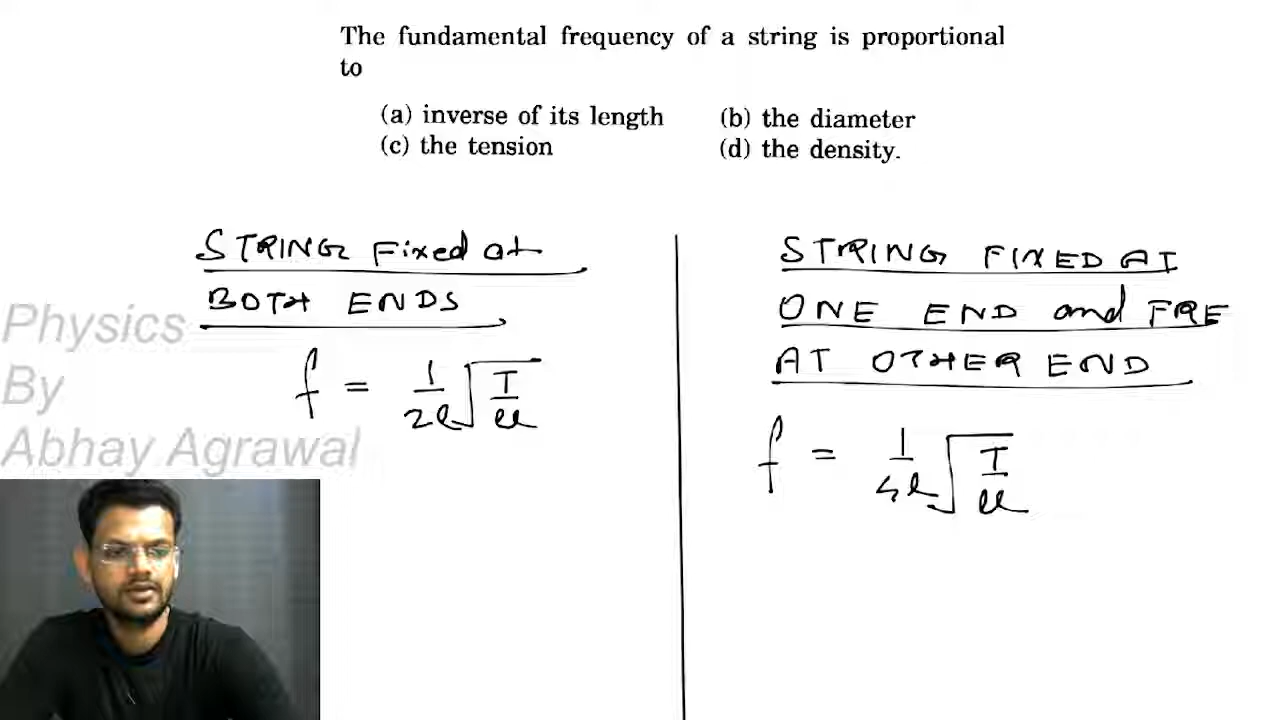 The fundamental frequency of a string is proportional
to
(a) inverse of its length (b) the diameter
(c) the tension (d) the density.
STRING Fixed at
BOTH ENDS
f = 1/2l √T/μ
STRING FIXED AT
ONE END and FREE
AT OTHER END
f = 1/4l √T/μ
Physics
By
Abhay Agrawal